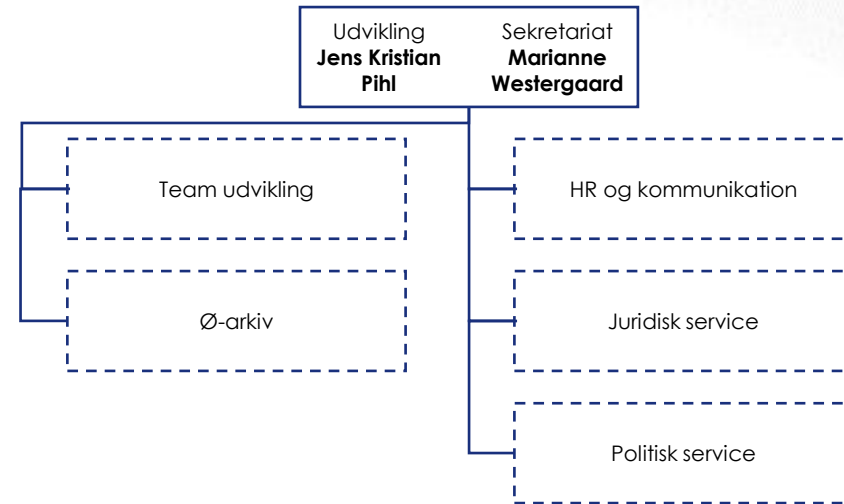 Udvikling
Jens Kristian
Pihl
Sekretariat
Marianne
Westergaard
Team udvikling
HR og kommunikation
Ø-arkiv
Juridisk service
Politisk service